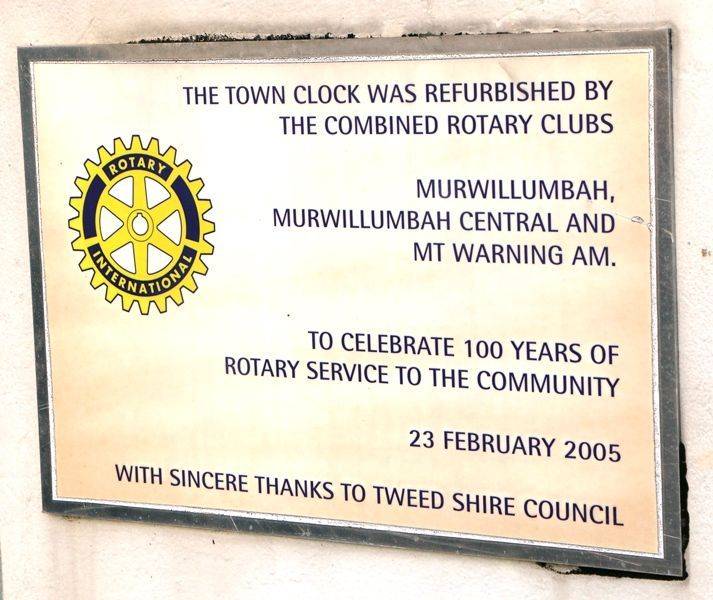 THE TOWN CLOCK WAS REFURBISHED BY
THE COMBINED ROTARY CLUBS
ROTARY
INTERNATIONAL
MURWILLUMBAH,
MURWILLUMBAH CENTRAL AND
MT WARNING AM.
TO CELEBRATE 100 YEARS OF
ROTARY SERVICE TO THE COMMUNITY
23 FEBRUARY 2005
WITH SINCERE THANKS TO TWEED SHIRE COUNCIL